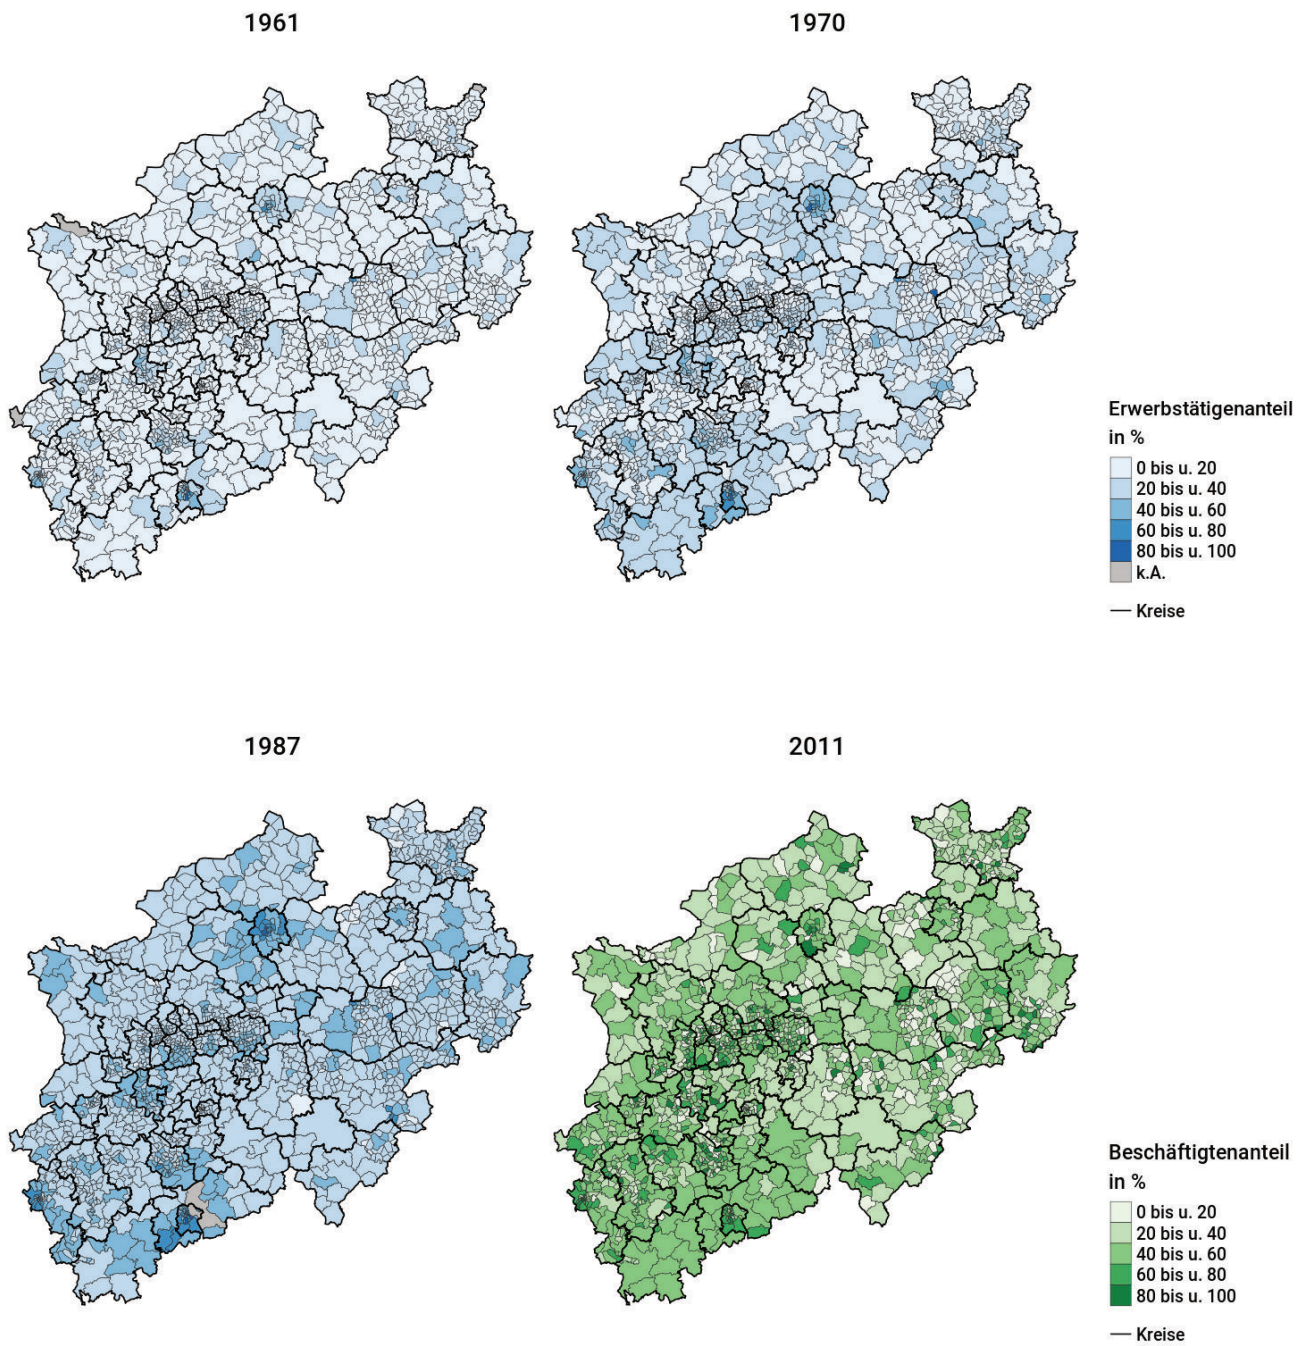 1961
1970
Erwerbstätigenanteil
in %
0 bis u. 20
20 bis u. 40
40 bis u. 60
60 bis u. 80
80 bis u. 100
k.A.
Kreise
1987
2011
Beschäftigtenanteil
in %
0 bis u. 20
20 bis u. 40
40 bis u. 60
60 bis u. 80
80 bis u. 100
Kreise